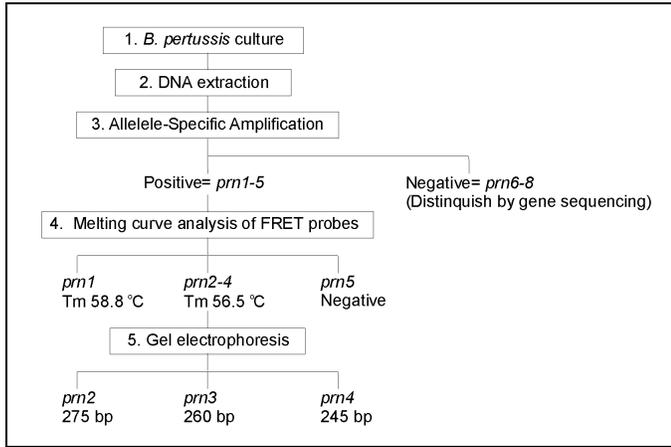 1. B. pertussis culture
2. DNA extraction
3. Allele-Specific Amplification
Positive= prn1-5
Negative= prn6-8
(Distinquish by gene sequencing)
4. Melting curve analysis of FRET probes
prn1
Tm 58.8 °C
prn2-4
Tm 56.5 °C
prn5
Negative
5. Gel electrophoresis
prn2
275 bp
prn3
260 bp
prn4
245 bp